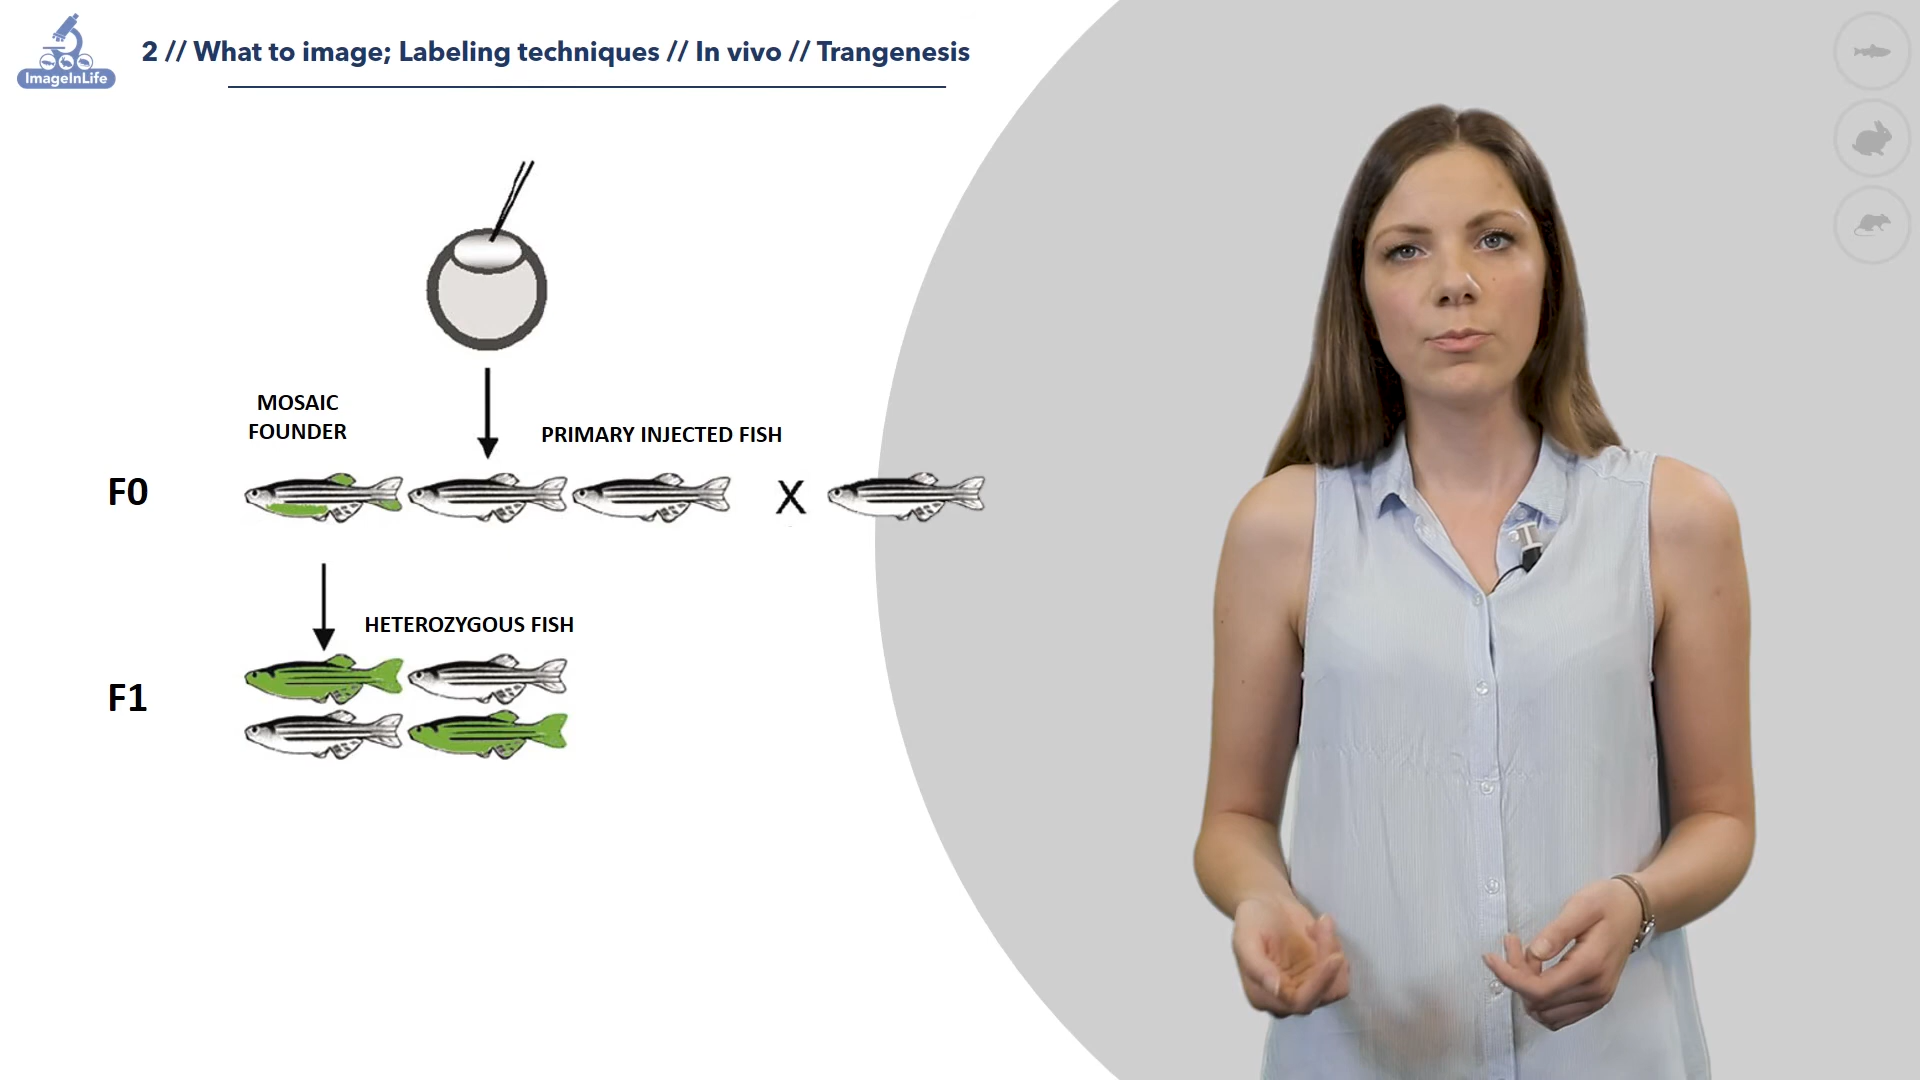 ImageInLife
2 // What to image; Labeling techniques // In vivo // Trangenesis
MOSAIC
FOUNDER
PRIMARY INJECTED FISH
F0
X
HETEROZYGOUS FISH
F1